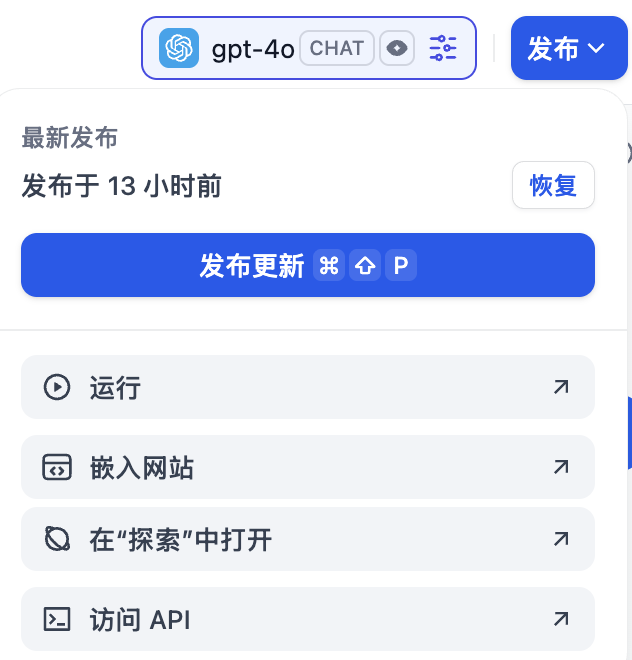 gpt-4o CHAT
发布
最新发布
发布于 13 小时前
恢复
发布更新 ⌘ ⇧ P
运行
嵌入网站
在“探索”中打开
访问 API